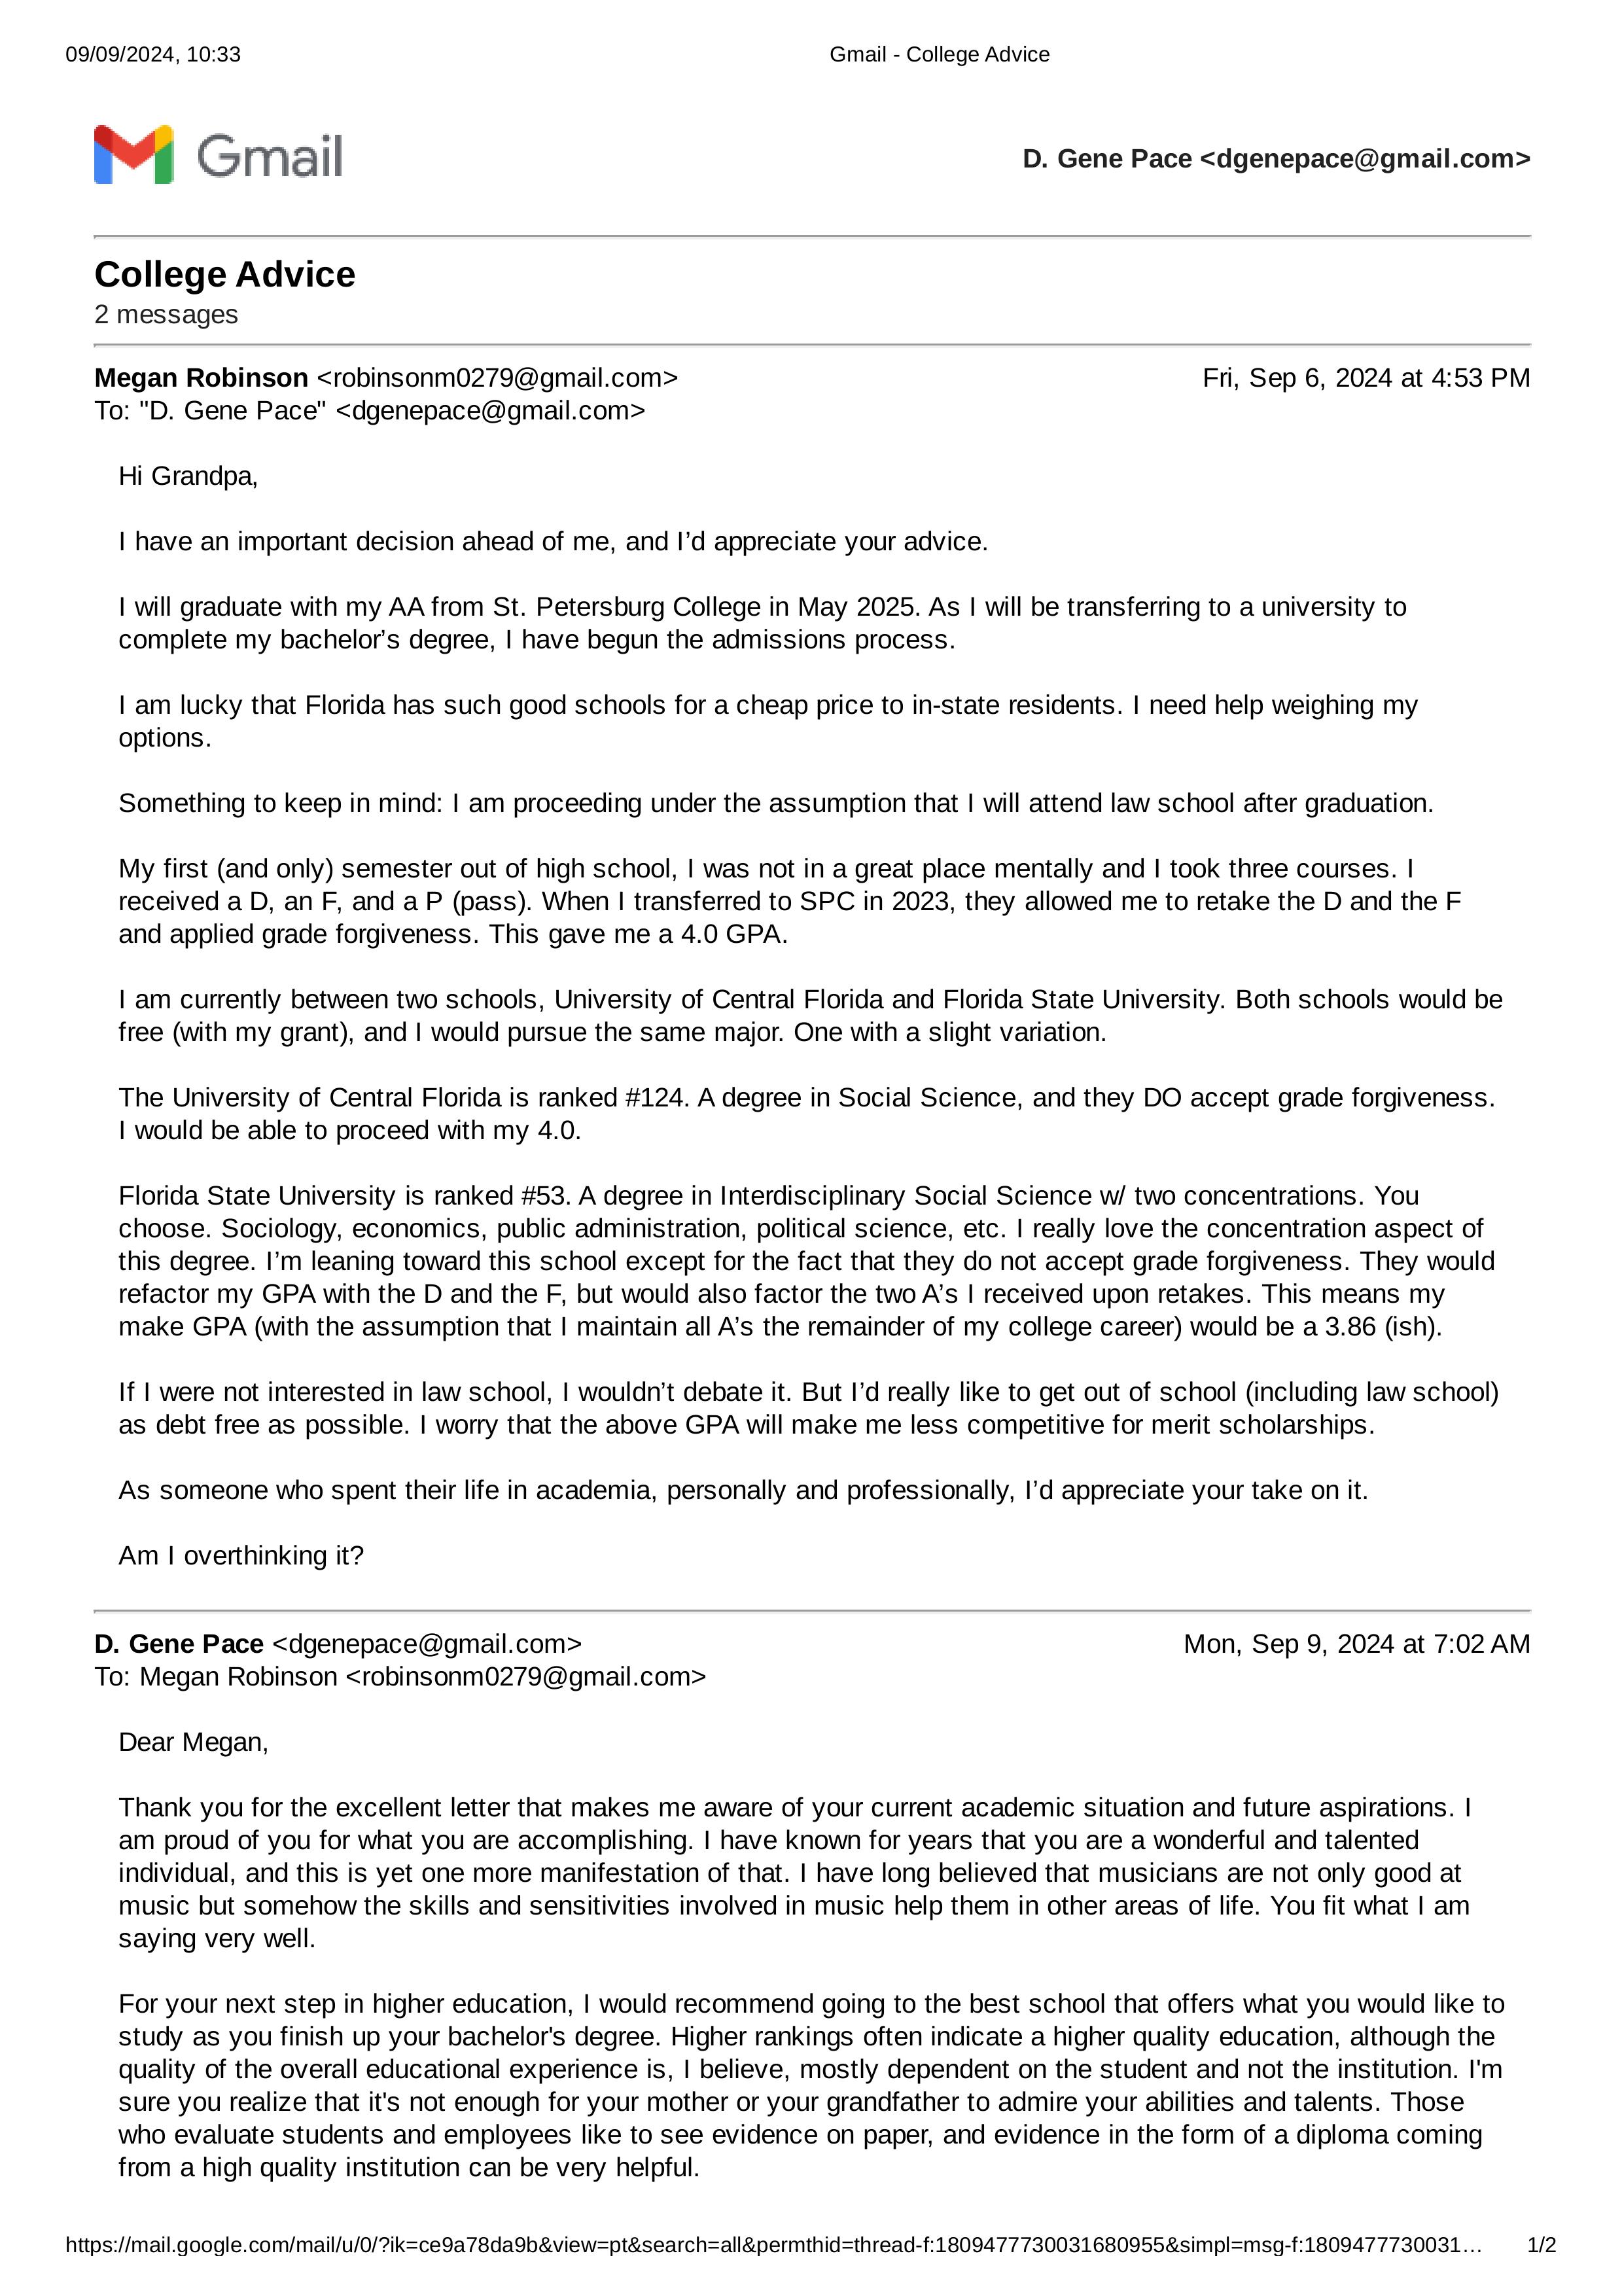 09/09/2024, 10:33
Gmail - College Advice
Gmail
D. Gene Pace <dgenepace@gmail.com>
College Advice
2 messages
Megan Robinson <robinsonm0279@gmail.com>
Fri, Sep 6, 2024 at 4:53 PM
To: "D. Gene Pace" <dgenepace@gmail.com>
Hi Grandpa,
I have an important decision ahead of me, and I’d appreciate your advice.
I will graduate with my AA from St. Petersburg College in May 2025. As I will be transferring to a university to
complete my bachelor’s degree, I have begun the admissions process.
I am lucky that Florida has such good schools for a cheap price to in-state residents. I need help weighing my
options.
Something to keep in mind: I am proceeding under the assumption that I will attend law school after graduation.
My first (and only) semester out of high school, I was not in a great place mentally and I took three courses. I
received a D, an F, and a P (pass). When I transferred to SPC in 2023, they allowed me to retake the D and the F
and applied grade forgiveness. This gave me a 4.0 GPA.
I am currently between two schools, University of Central Florida and Florida State University. Both schools would be
free (with my grant), and I would pursue the same major. One with a slight variation.
The University of Central Florida is ranked #124. A degree in Social Science, and they DO accept grade forgiveness.
I would be able to proceed with my 4.0.
Florida State University is ranked #53. A degree in Interdisciplinary Social Science w/ two concentrations. You
choose. Sociology, economics, public administration, political science, etc. I really love the concentration aspect of
this degree. I’m leaning toward this school except for the fact that they do not accept grade forgiveness. They would
refactor my GPA with the D and the F, but would also factor the two A’s I received upon retakes. This means my
make GPA (with the assumption that I maintain all A’s the remainder of my college career) would be a 3.86 (ish).
If I were not interested in law school, I wouldn’t debate it. But I’d really like to get out of school (including law school)
as debt free as possible. I worry that the above GPA will make me less competitive for merit scholarships.
As someone who spent their life in academia, personally and professionally, I’d appreciate your take on it.
Am I overthinking it?
D. Gene Pace <dgenepace@gmail.com>
Mon, Sep 9, 2024 at 7:02 AM
To: Megan Robinson <robinsonm0279@gmail.com>
Dear Megan,
Thank you for the excellent letter that makes me aware of your current academic situation and future aspirations. I
am proud of you for what you are accomplishing. I have known for years that you are a wonderful and talented
individual, and this is yet one more manifestation of that. I have long believed that musicians are not only good at
music but somehow the skills and sensitivities involved in music help them in other areas of life. You fit what I am
saying very well.
For your next step in higher education, I would recommend going to the best school that offers what you would like to
study as you finish up your bachelor's degree. Higher rankings often indicate a higher quality education, although the
quality of the overall educational experience is, I believe, mostly dependent on the student and not the institution. I'm
sure you realize that it's not enough for your mother or your grandfather to admire your abilities and talents. Those
who evaluate students and employees like to see evidence on paper, and evidence in the form of a diploma coming
from a high quality institution can be very helpful.
https://mail.google.com/mail/u/0/?ik=ce9a78da9b&view=pt&search=all&permthid=thread-f:1809477730031680955&simpl=msg-f:1809477730031…
1/2